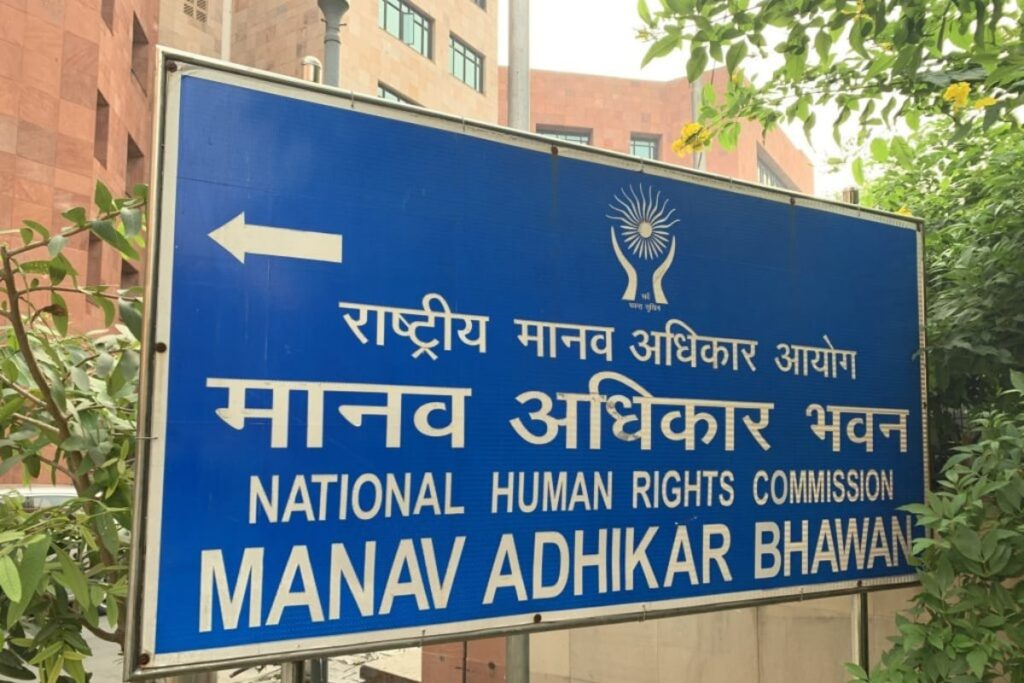 राष्ट्रीय मानव अधिकार आयोग
मानव अधिकार भवन
NATIONAL HUMAN RIGHTS COMMISSION
MANAV ADHIKAR BHAWAN